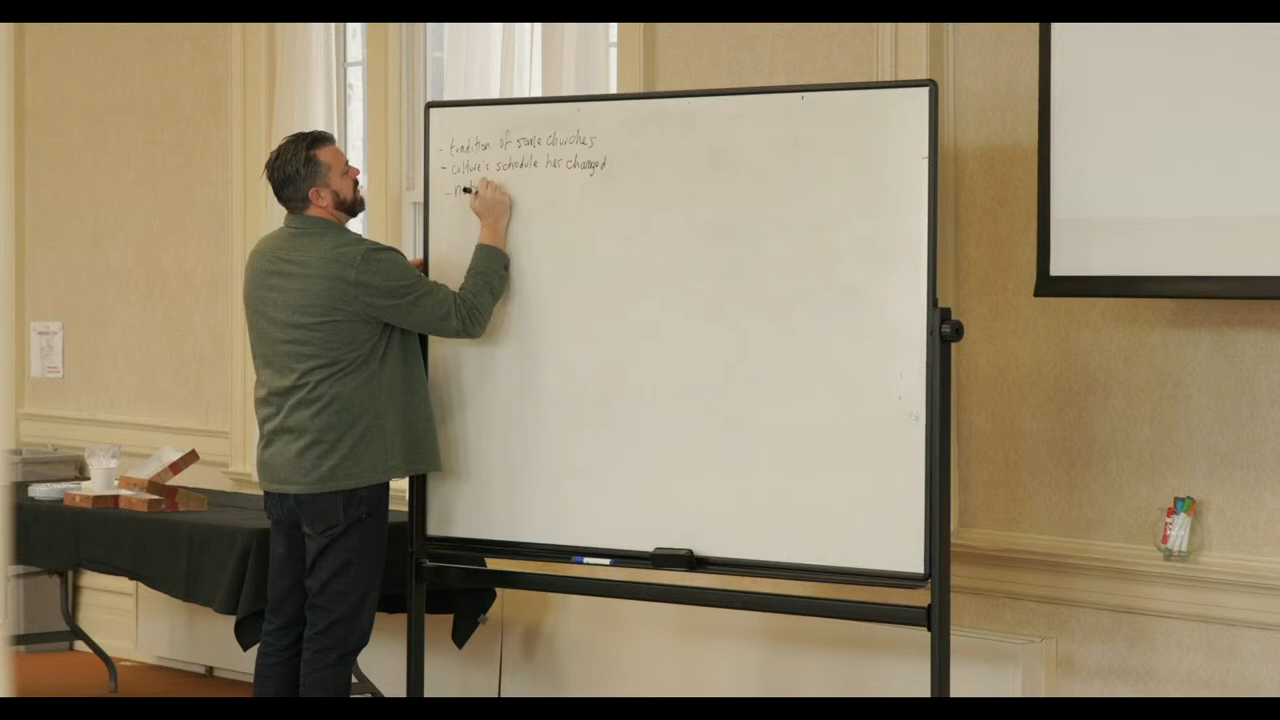 - tradition of some churches
- culture's schedule has changed
-